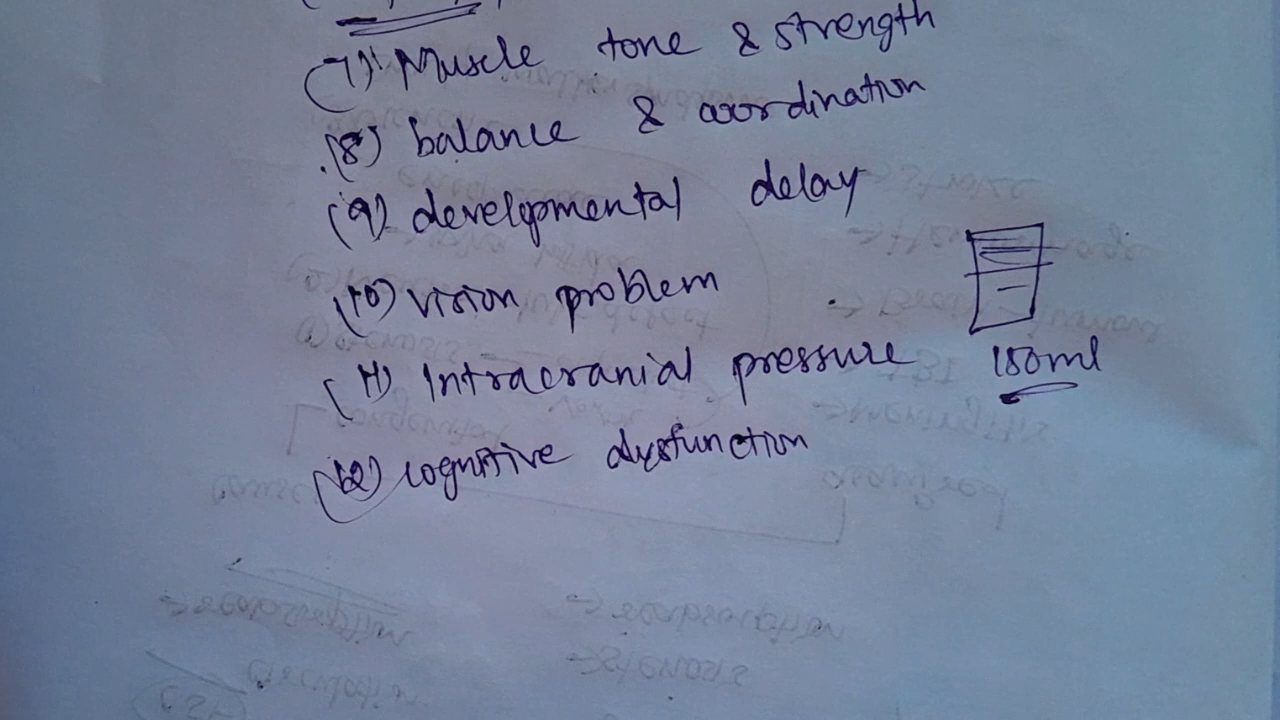 (7) Muscle tone & strength
(8) balance & coordination
(9) developmental delay
(10) vision problem
(11) Intracranial pressure 150ml
(12) cognitive dysfunction